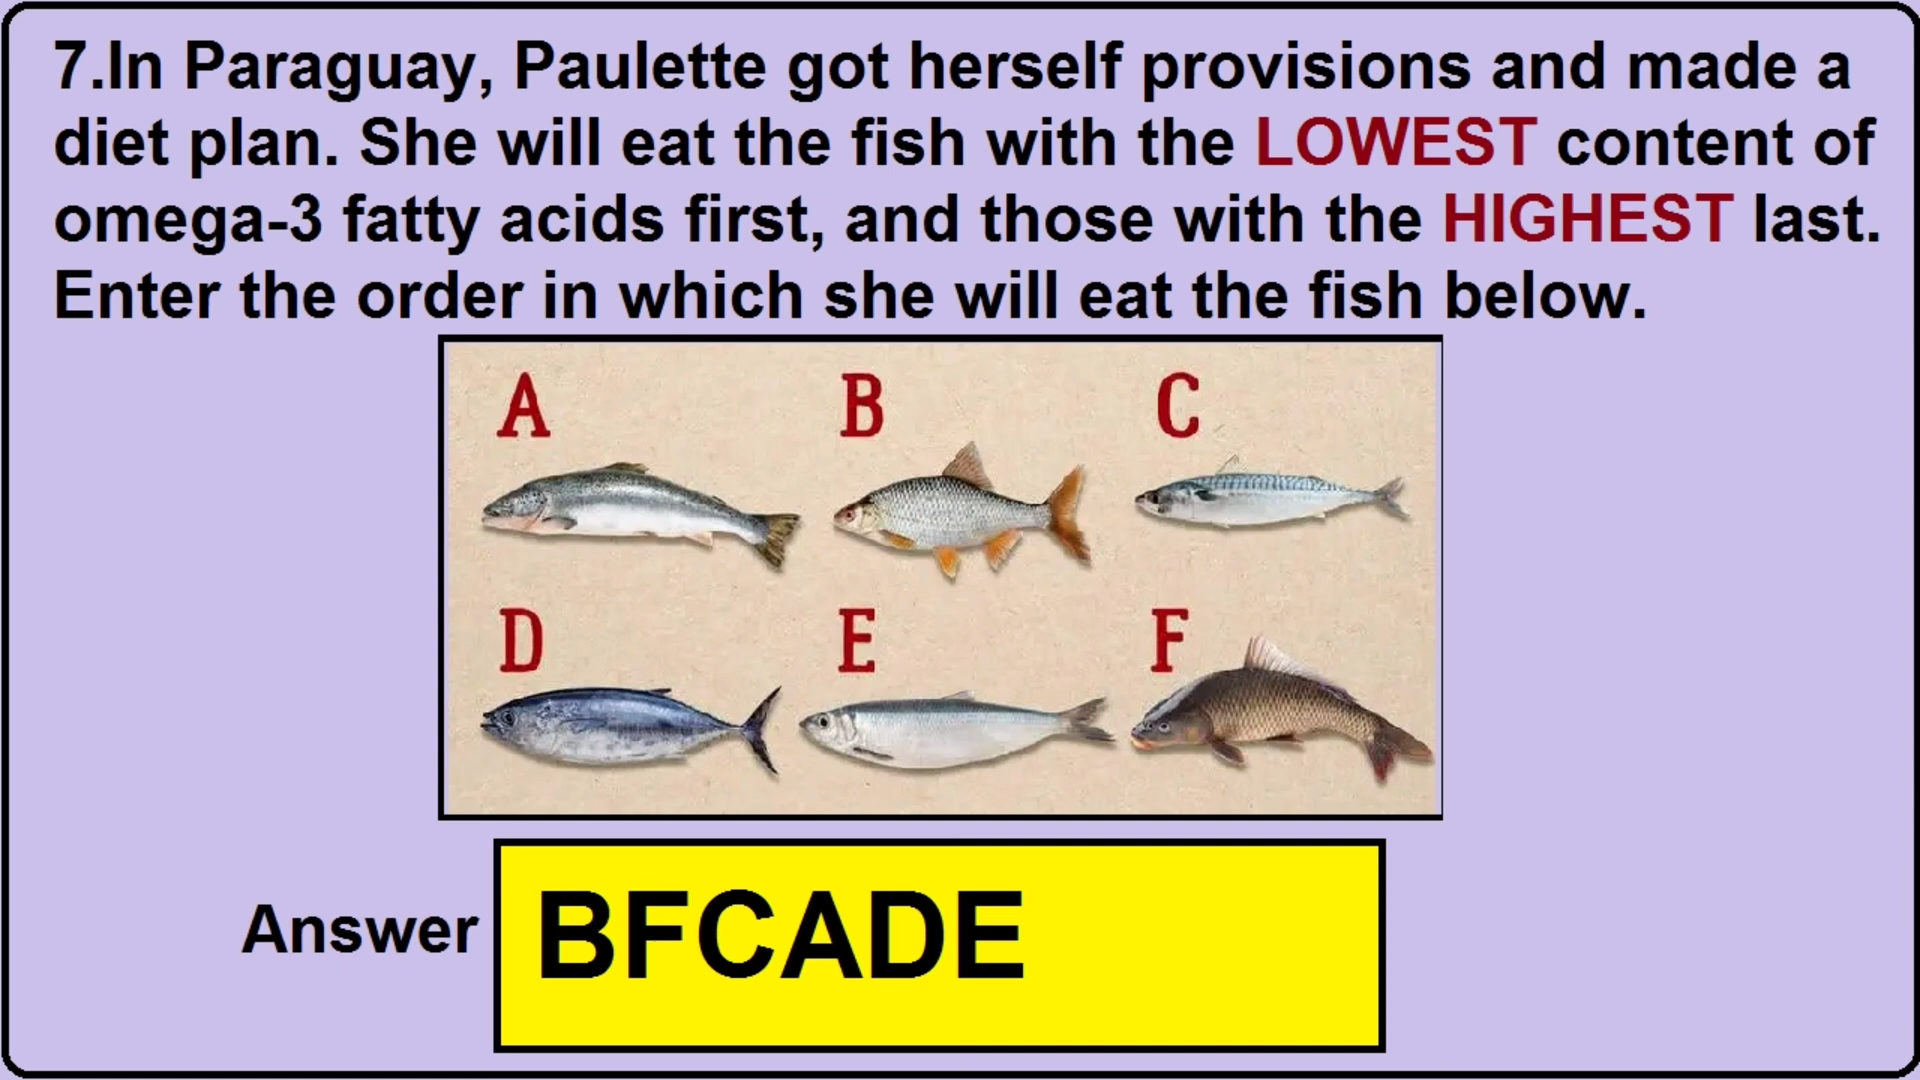 7.In Paraguay, Paulette got herself provisions and made a
diet plan. She will eat the fish with the LOWEST content of
omega-3 fatty acids first, and those with the HIGHEST last.
Enter the order in which she will eat the fish below.
A B C
D E F
Answer BFCADE